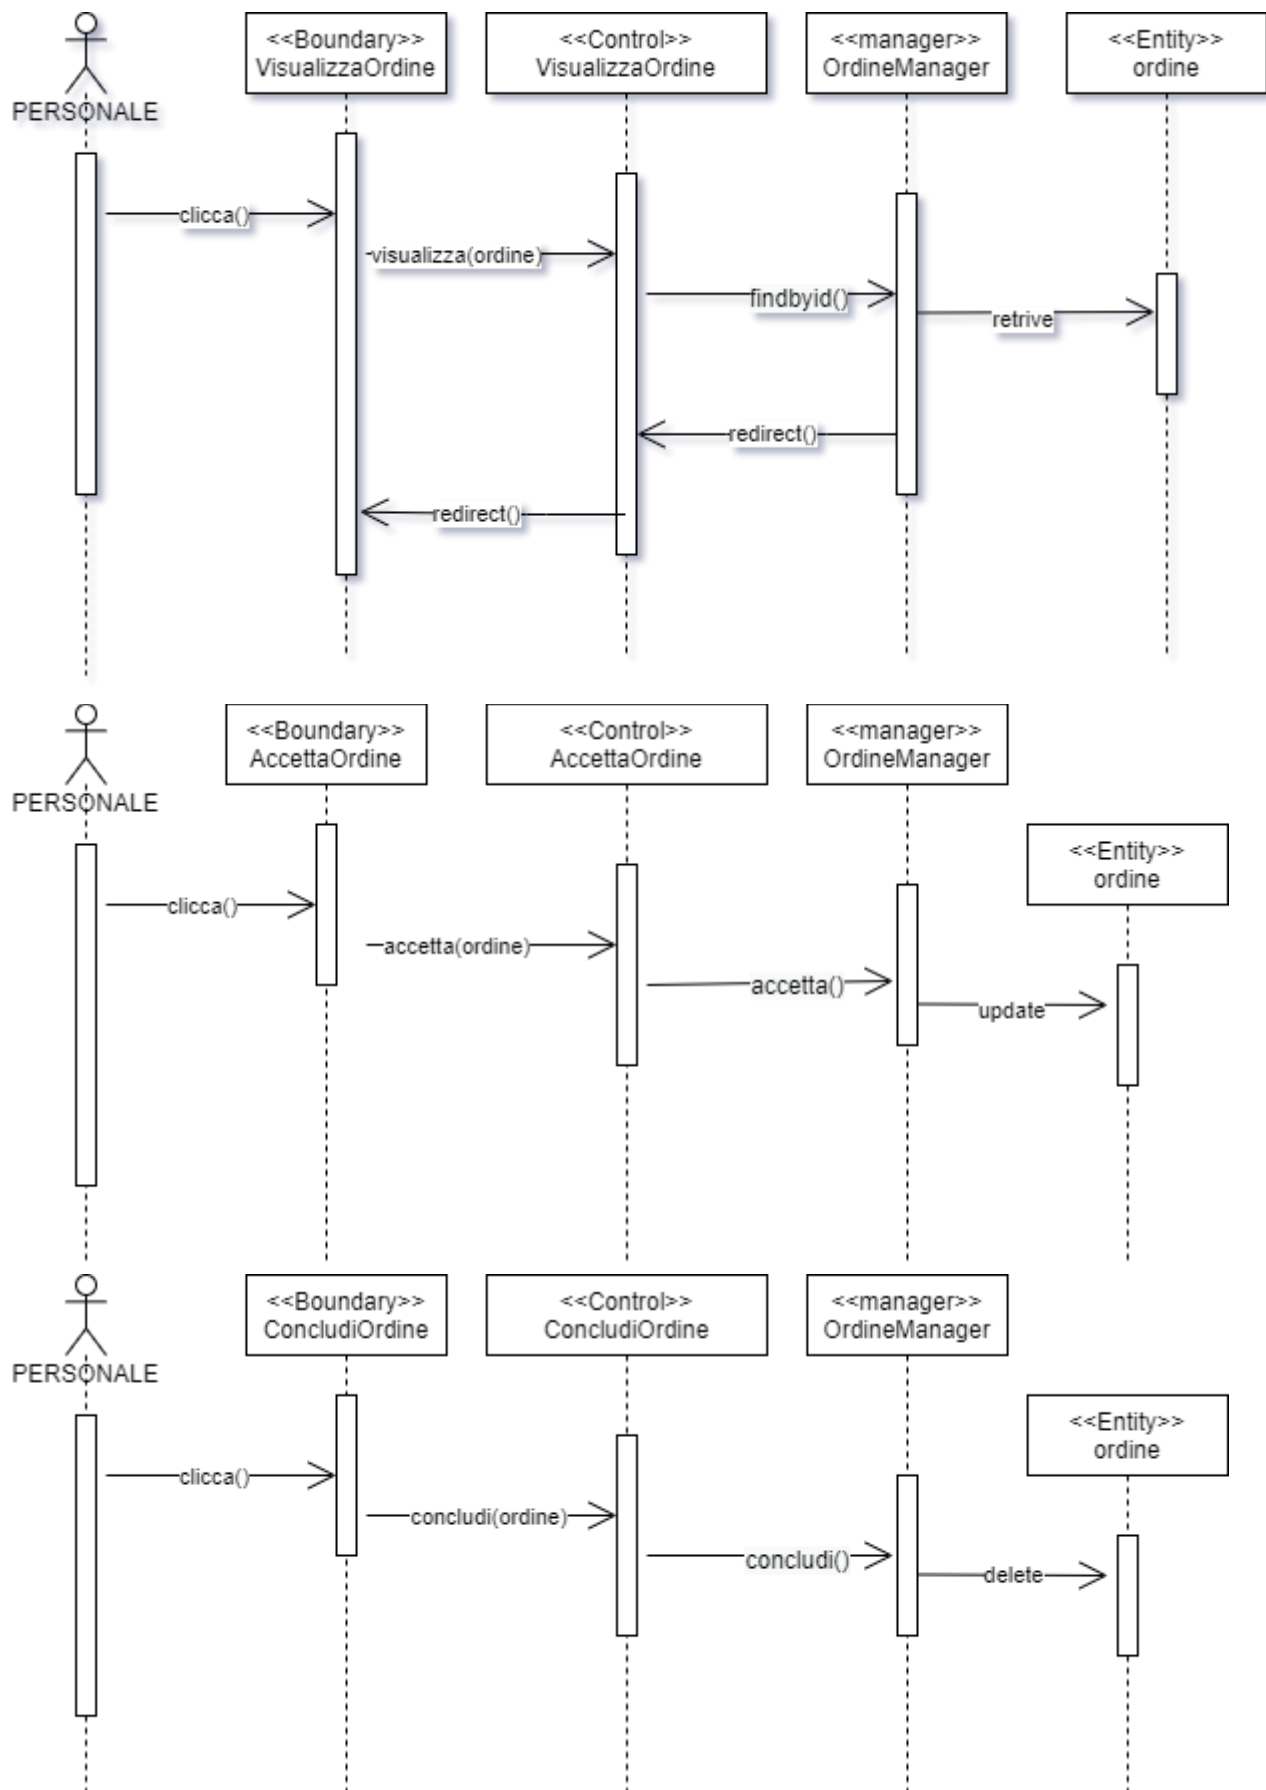 <<Boundary>>
VisualizzaOrdine
<<Control>>
VisualizzaOrdine
<<manager>>
OrdineManager
<<Entity>>
ordine
PERSONALE
clicca()
visualizza(ordine)
findbyid()
retrive
redirect()
redirect()
<<Boundary>>
AccettaOrdine
<<Control>>
AccettaOrdine
<<manager>>
OrdineManager
PERSONALE
<<Entity>>
ordine
clicca()
accetta(ordine)
accetta()
update
<<Boundary>>
ConcludiOrdine
<<Control>>
ConcludiOrdine
<<manager>>
OrdineManager
PERSONALE
<<Entity>>
ordine
clicca()
concludi(ordine)
concludi()
delete